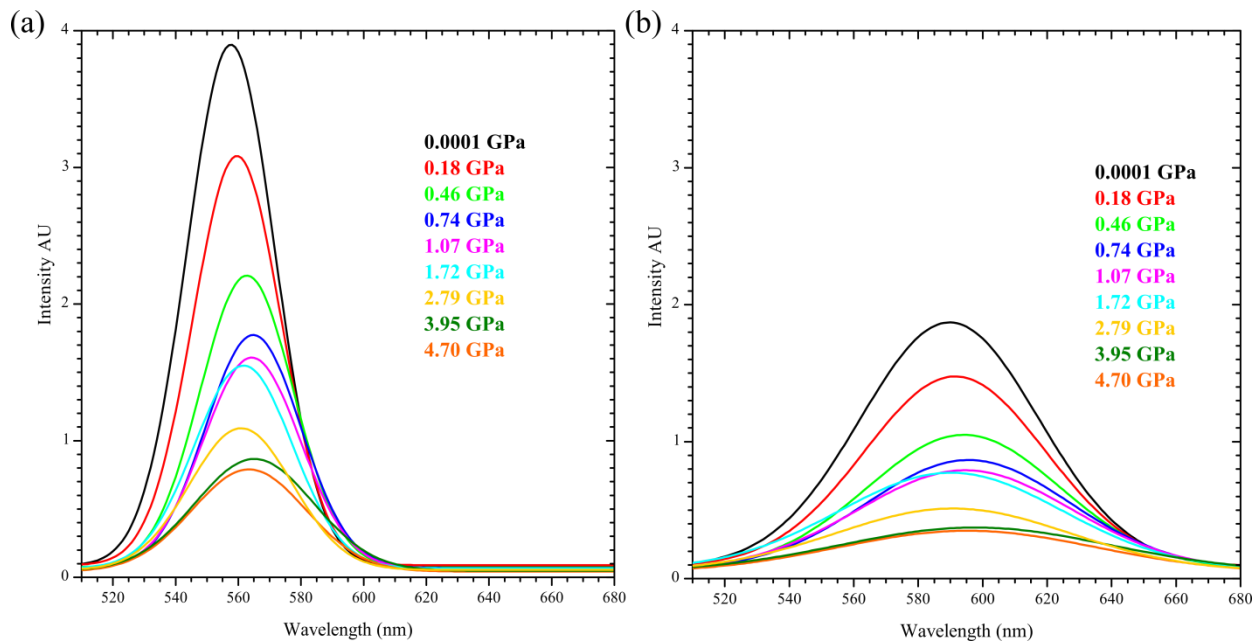 (a)
4
3
2
1
0
Intensity AU
0.0001 GPa
0.18 GPa
0.46 GPa
0.74 GPa
1.07 GPa
1.72 GPa
2.79 GPa
3.95 GPa
4.70 GPa
520 540 560 580 600 620 640 660 680
Wavelength (nm)
(b)
4
3
2
1
0
Intensity AU
0.0001 GPa
0.18 GPa
0.46 GPa
0.74 GPa
1.07 GPa
1.72 GPa
2.79 GPa
3.95 GPa
4.70 GPa
520 540 560 580 600 620 640 660 680
Wavelength (nm)